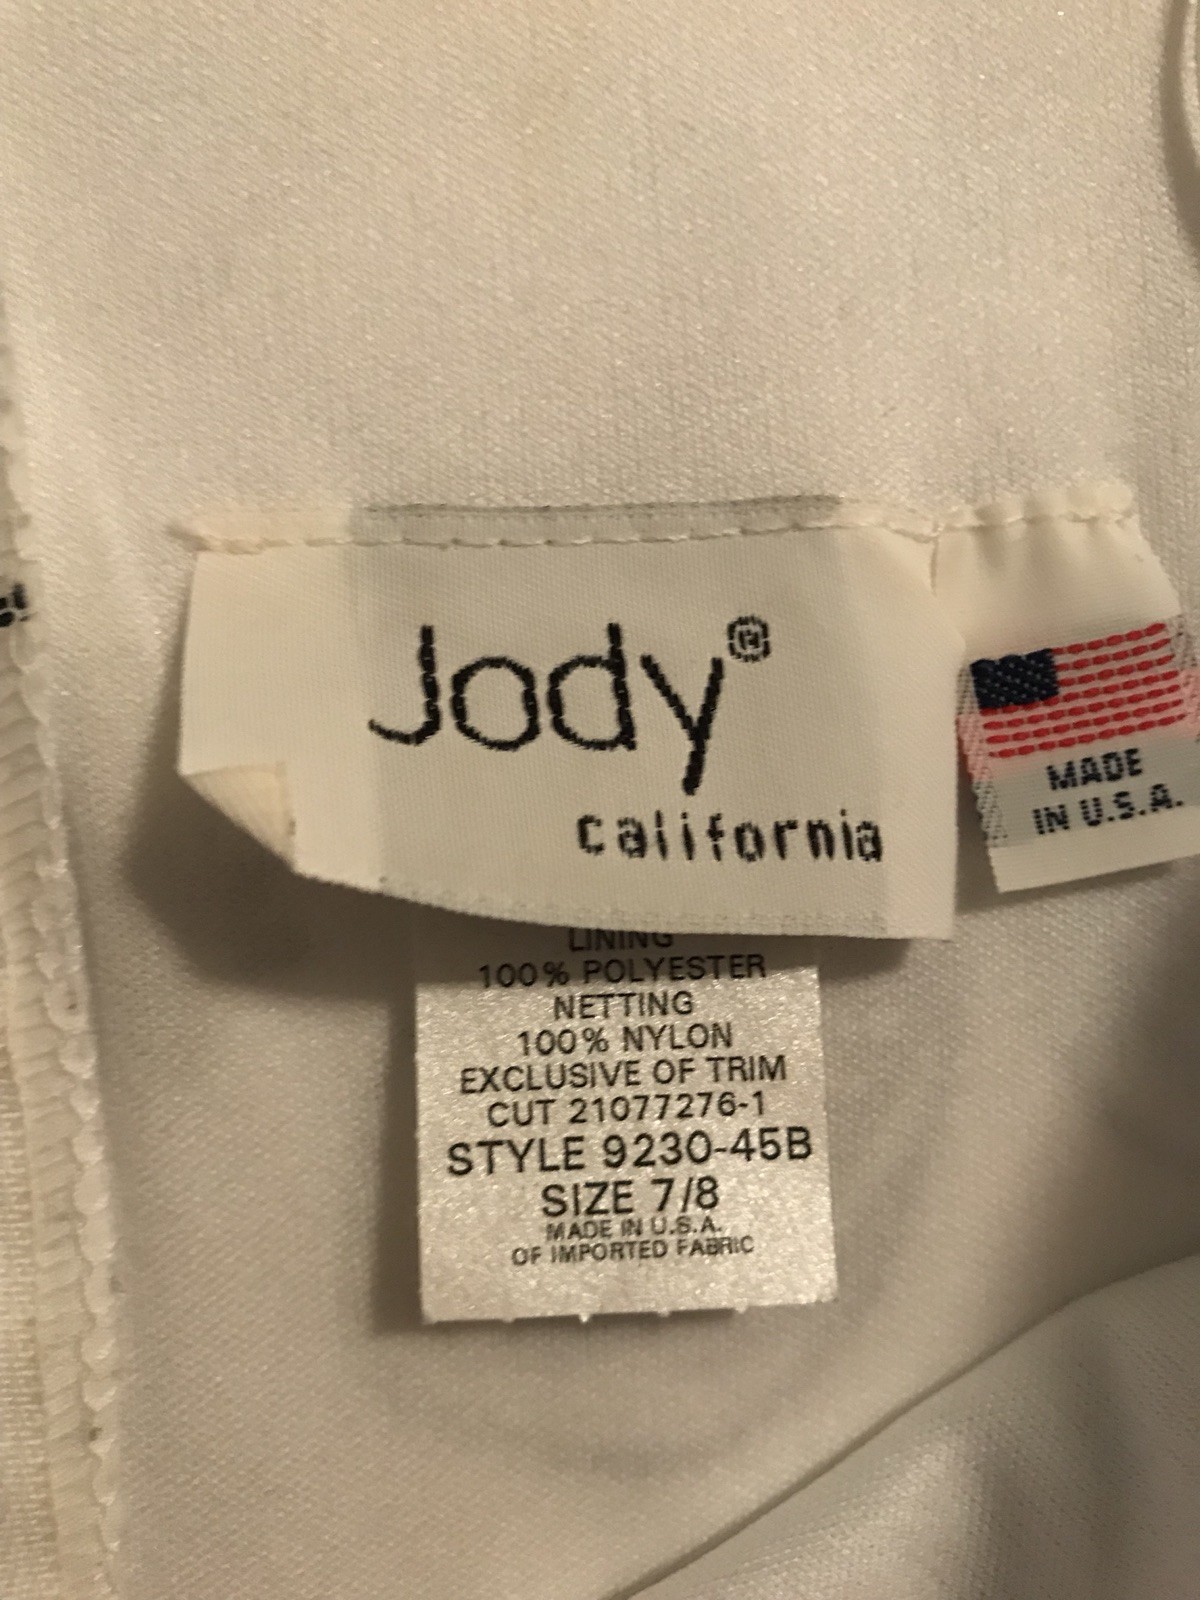 Jody®
california
MADE
IN U.S.A.
LINING
100% POLYESTER
NETTING
100% NYLON
EXCLUSIVE OF TRIM
CUT 21077276-1
STYLE 9230-45B
SIZE 7/8
MADE IN U.S.A.
OF IMPORTED FABRIC